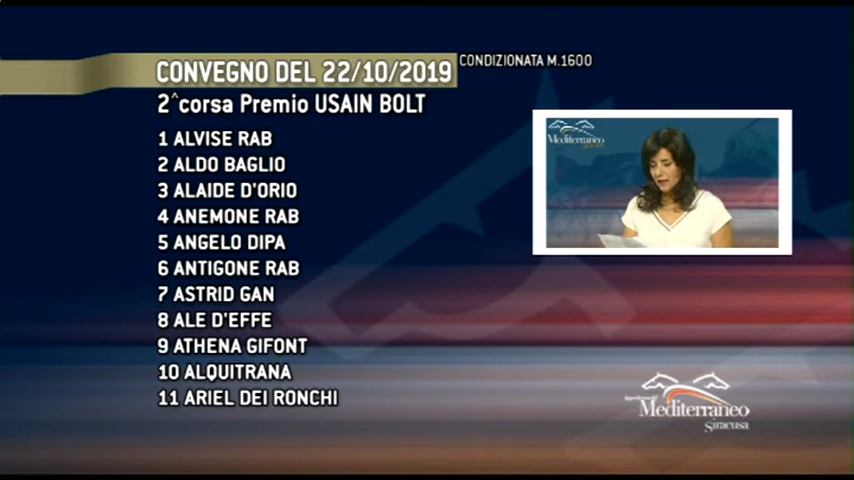 CONVEGNO DEL 22/10/2019
CONDIZIONATA M.1600
2^corsa Premio USAIN BOLT
1 ALVISE RAB
2 ALDO BAGLIO
3 ALAIDE D'ORIO
4 ANEMONE RAB
5 ANGELO DIPA
6 ANTIGONE RAB
7 ASTRID GAN
8 ALE D'EFFE
9 ATHENA GIFONT
10 ALQUITRANA
11 ARIEL DEI RONCHI
Mediterraneo
Mediterraneo
Siracusa